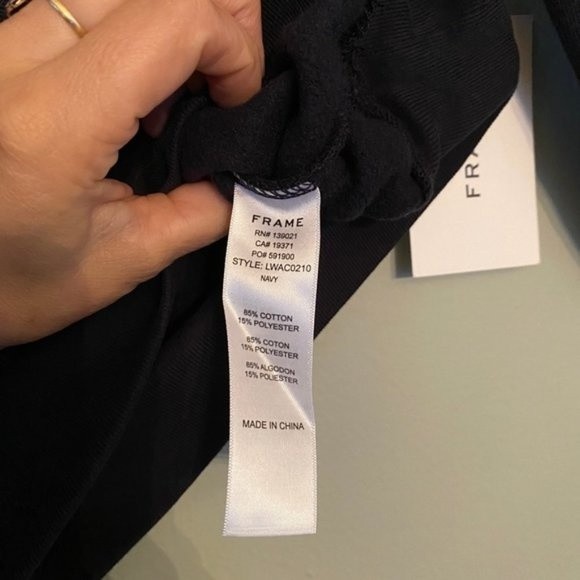 FRAME
RN# 139021
CA# 19371
PO# 591900
STYLE: LWAC0210
NAVY
85% COTTON
15% POLYESTER
85% COTON
15% POLYESTER
85% ALGODON
15% POLIESTER
MADE IN CHINA
FRA